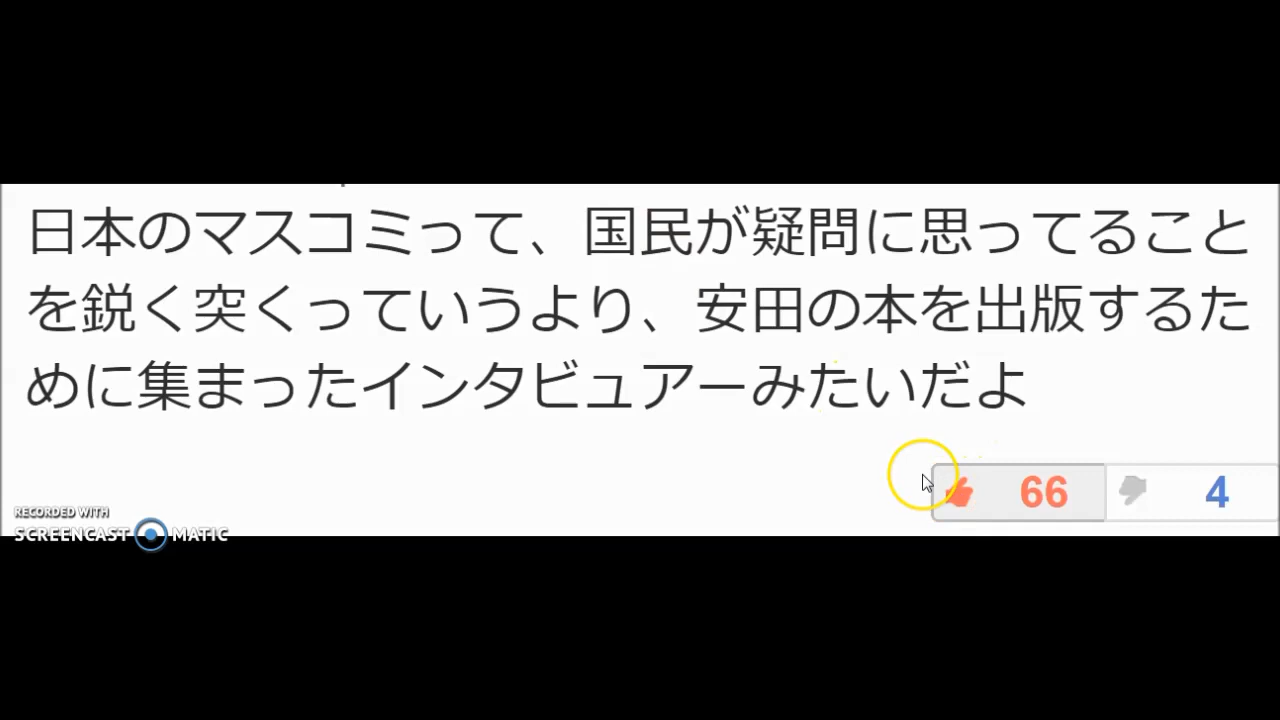 日本のマスコミって、国民が疑問に思ってること
を鋭く突くっていうより、安田の本を出版するた
めに集まったインタビュアーみたいだよ
66 4
RECORDED WITH
SCREENCAST MATIC